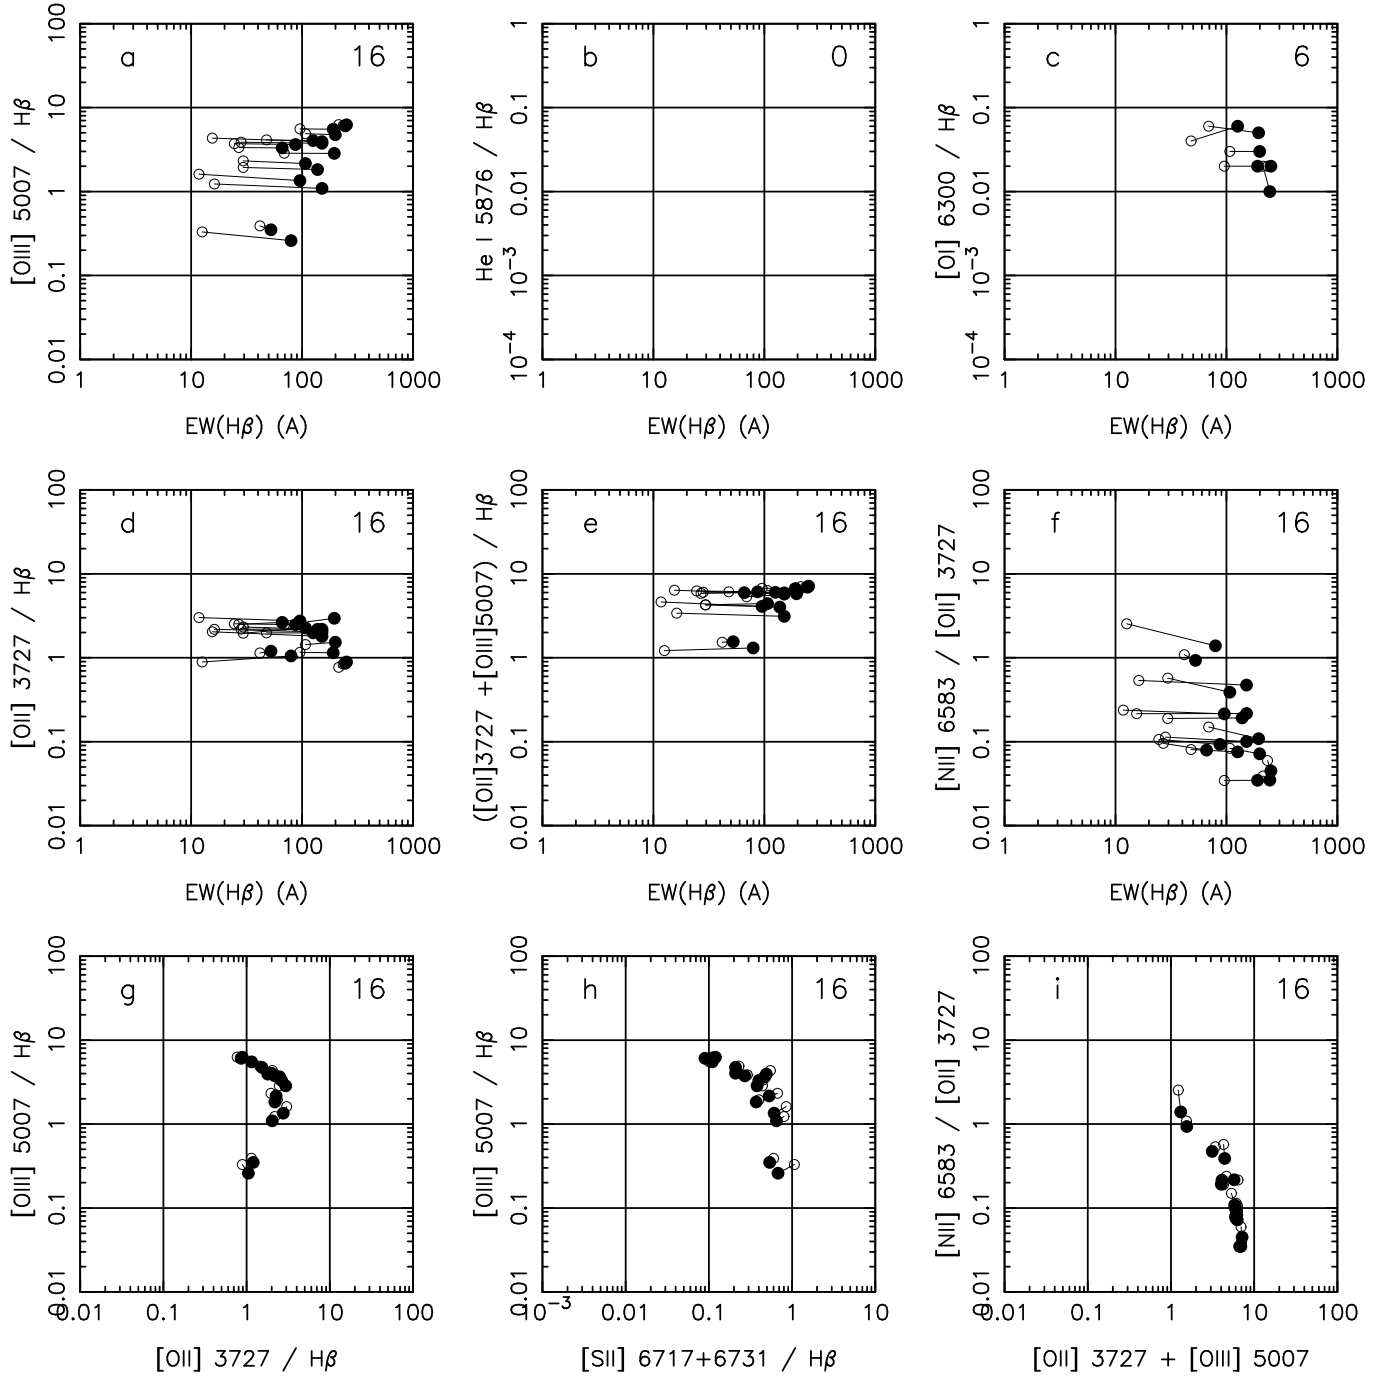 a 16
[OIII] 5007 / Hβ
100
10
1
0.1
0.01
1 10 100 1000
EW(Hβ) (A)
b 0
He I 5876 / Hβ
1
0.1
0.01
10⁻³
10⁻⁴
1 10 100 1000
EW(Hβ) (A)
c 6
[OI] 6300 / Hβ
1
0.1
0.01
10⁻³
10⁻⁴
1 10 100 1000
EW(Hβ) (A)
d 16
[OII] 3727 / Hβ
100
10
1
0.1
0.01
1 10 100 1000
EW(Hβ) (A)
e 16
([OII]3727 +[OIII]5007) / Hβ
100
10
1
0.1
0.01
1 10 100 1000
EW(Hβ) (A)
f 16
[NII] 6583 / [OII] 3727
100
10
1
0.1
0.01
1 10 100 1000
EW(Hβ) (A)
g 16
[OIII] 5007 / Hβ
100
10
1
0.1
0.01
0.01 0.1 1 10 100
[OII] 3727 / Hβ
h 16
[OIII] 5007 / Hβ
100
10
1
0.1
0.01
10⁻³ 0.01 0.1 1 10
[SII] 6717+6731 / Hβ
i 16
[NII] 6583 / [OII] 3727
100
10
1
0.1
0.01
0.01 0.1 1 10 100
[OII] 3727 + [OIII] 5007